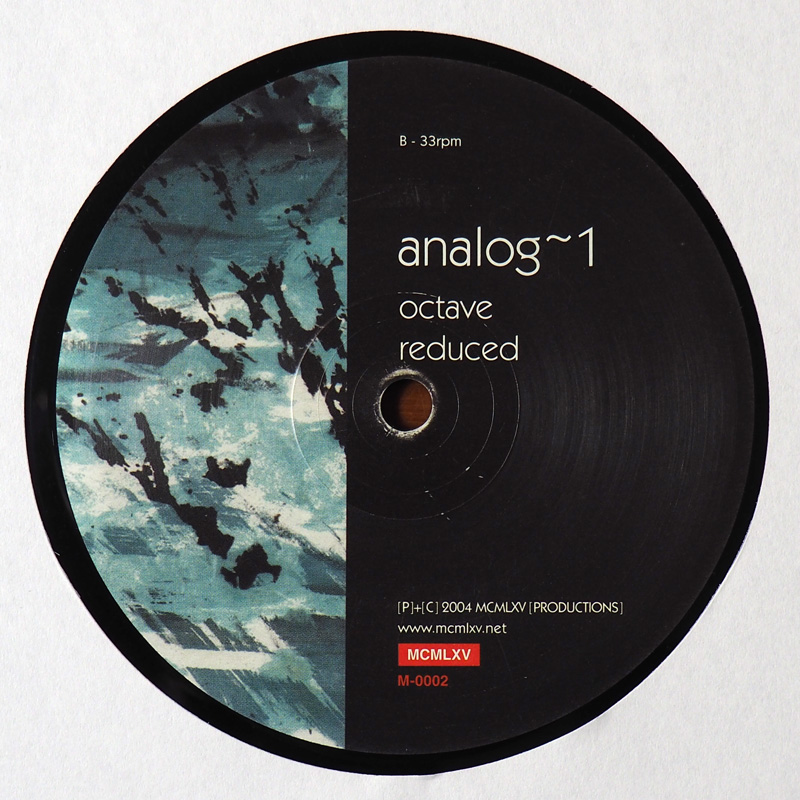 B - 33rpm
analog~1
octave
reduced
[P]+[C] 2004 MCMLXV [PRODUCTIONS]
www.mcmlxv.net
MCMLXV
M-0002